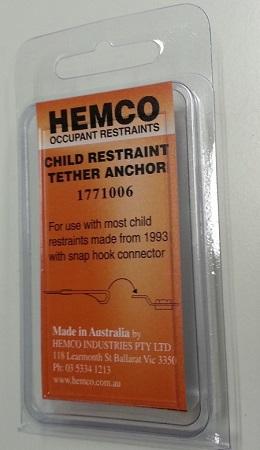 HEMCO
OCCUPANT RESTRAINTS
CHILD RESTRAINT
TETHER ANCHOR
1771006
For use with most child
restraints made from 1993
with snap hook connector
Made in Australia by
HEMCO INDUSTRIES PTY LTD
118 Learmonth St Ballarat Vic 3350
Ph: 03 5334 1213
www.hemco.com.au